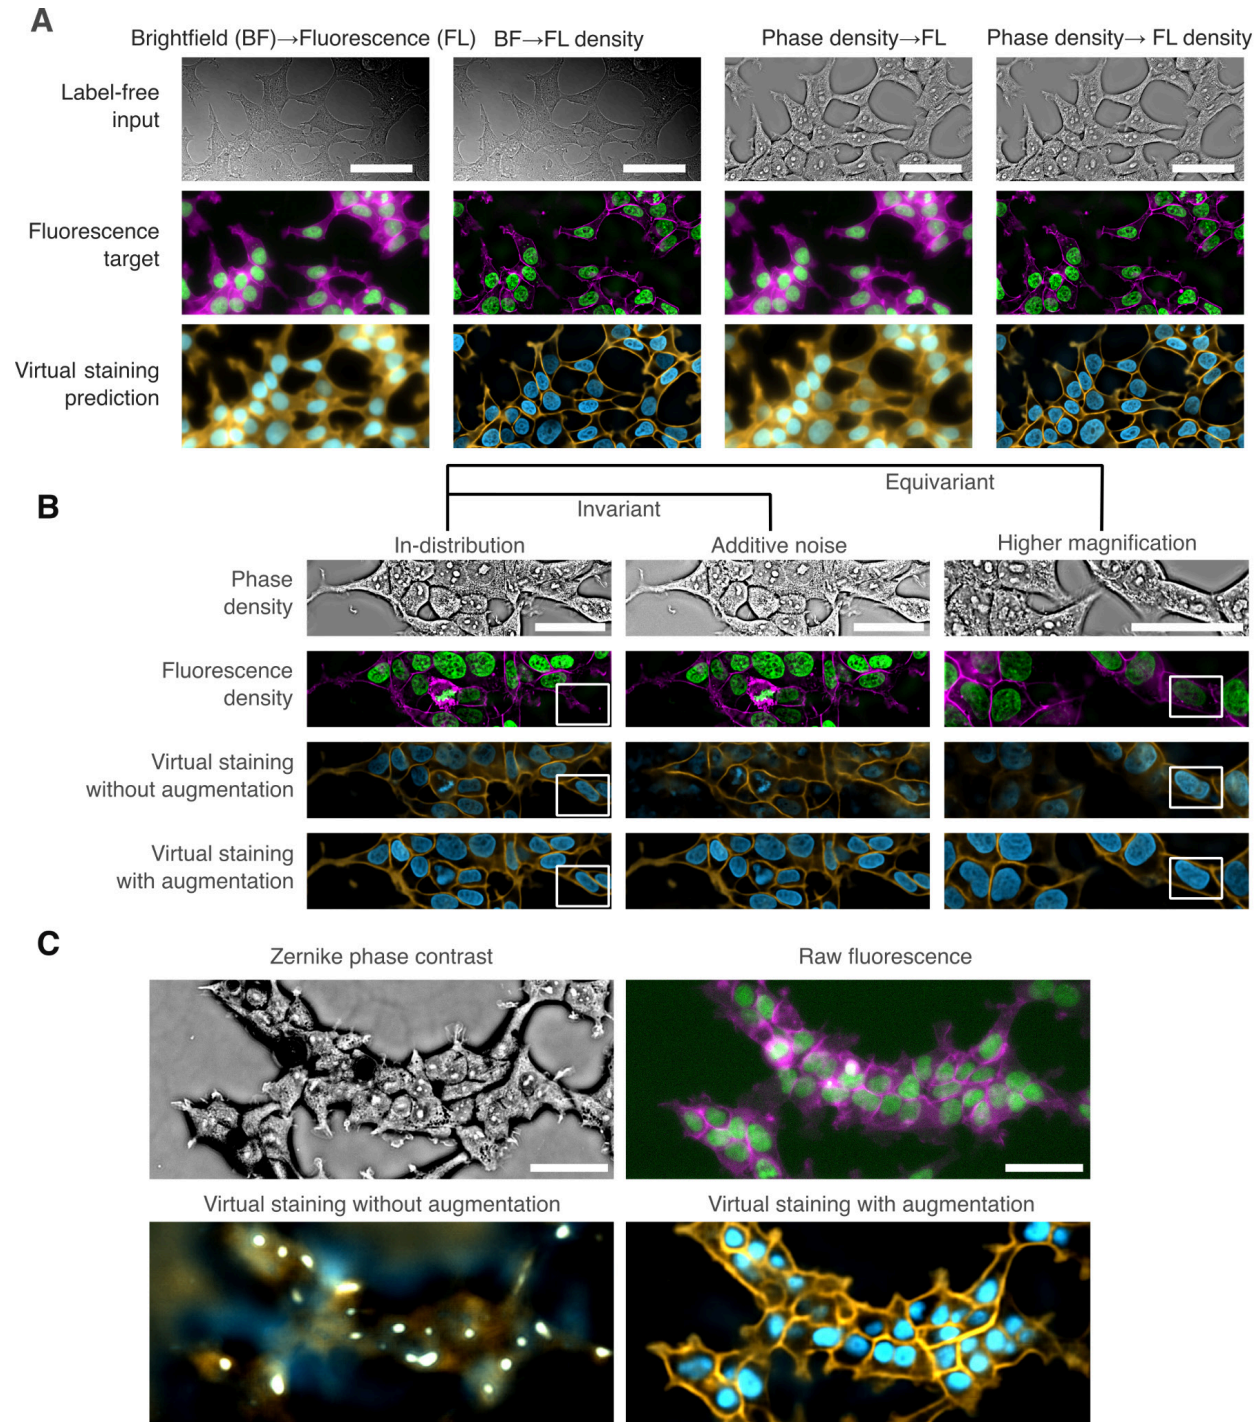 A
Brightfield (BF)→Fluorescence (FL)
BF→FL density
Phase density→FL
Phase density→ FL density
Label-free
input
Fluorescence
target
Virtual staining
prediction
Equivariant
B
Invariant
In-distribution
Additive noise
Higher magnification
Phase
density
Fluorescence
density
Virtual staining
without augmentation
Virtual staining
with augmentation
C
Zernike phase contrast
Raw fluorescence
Virtual staining without augmentation
Virtual staining with augmentation